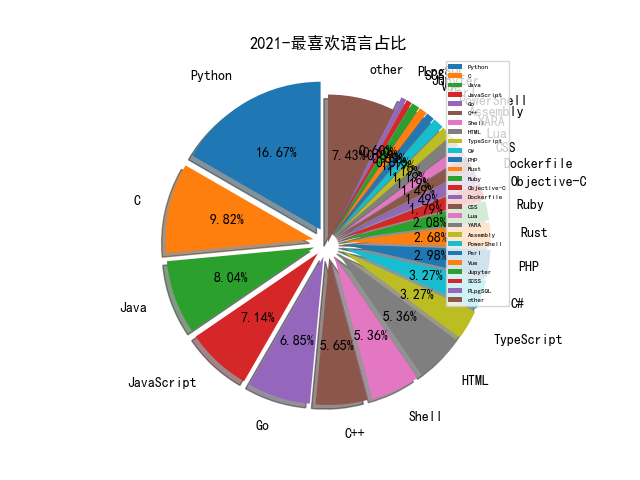 2021-最喜欢语言占比
Python
C
Java
JavaScript
Go
C++
Shell
HTML
TypeScript
C#
PHP
Rust
Ruby
Objective-C
Dockerfile
CSS
Lua
YARA
Assembly
PowerShell
other
16.67%
9.82%
8.04%
7.14%
6.85%
5.65%
5.36%
5.36%
3.27%
3.27%
2.98%
2.68%
2.08%
1.79%
1.49%
7.43%
Python
C
Java
JavaScript
Go
C++
Shell
HTML
TypeScript
C#
PHP
Rust
Ruby
Objective-C
Dockerfile
CSS
Lua
YARA
Assembly
PowerShell
Perl
Vue
Jupyter
SCSS
PLpgSQL
other